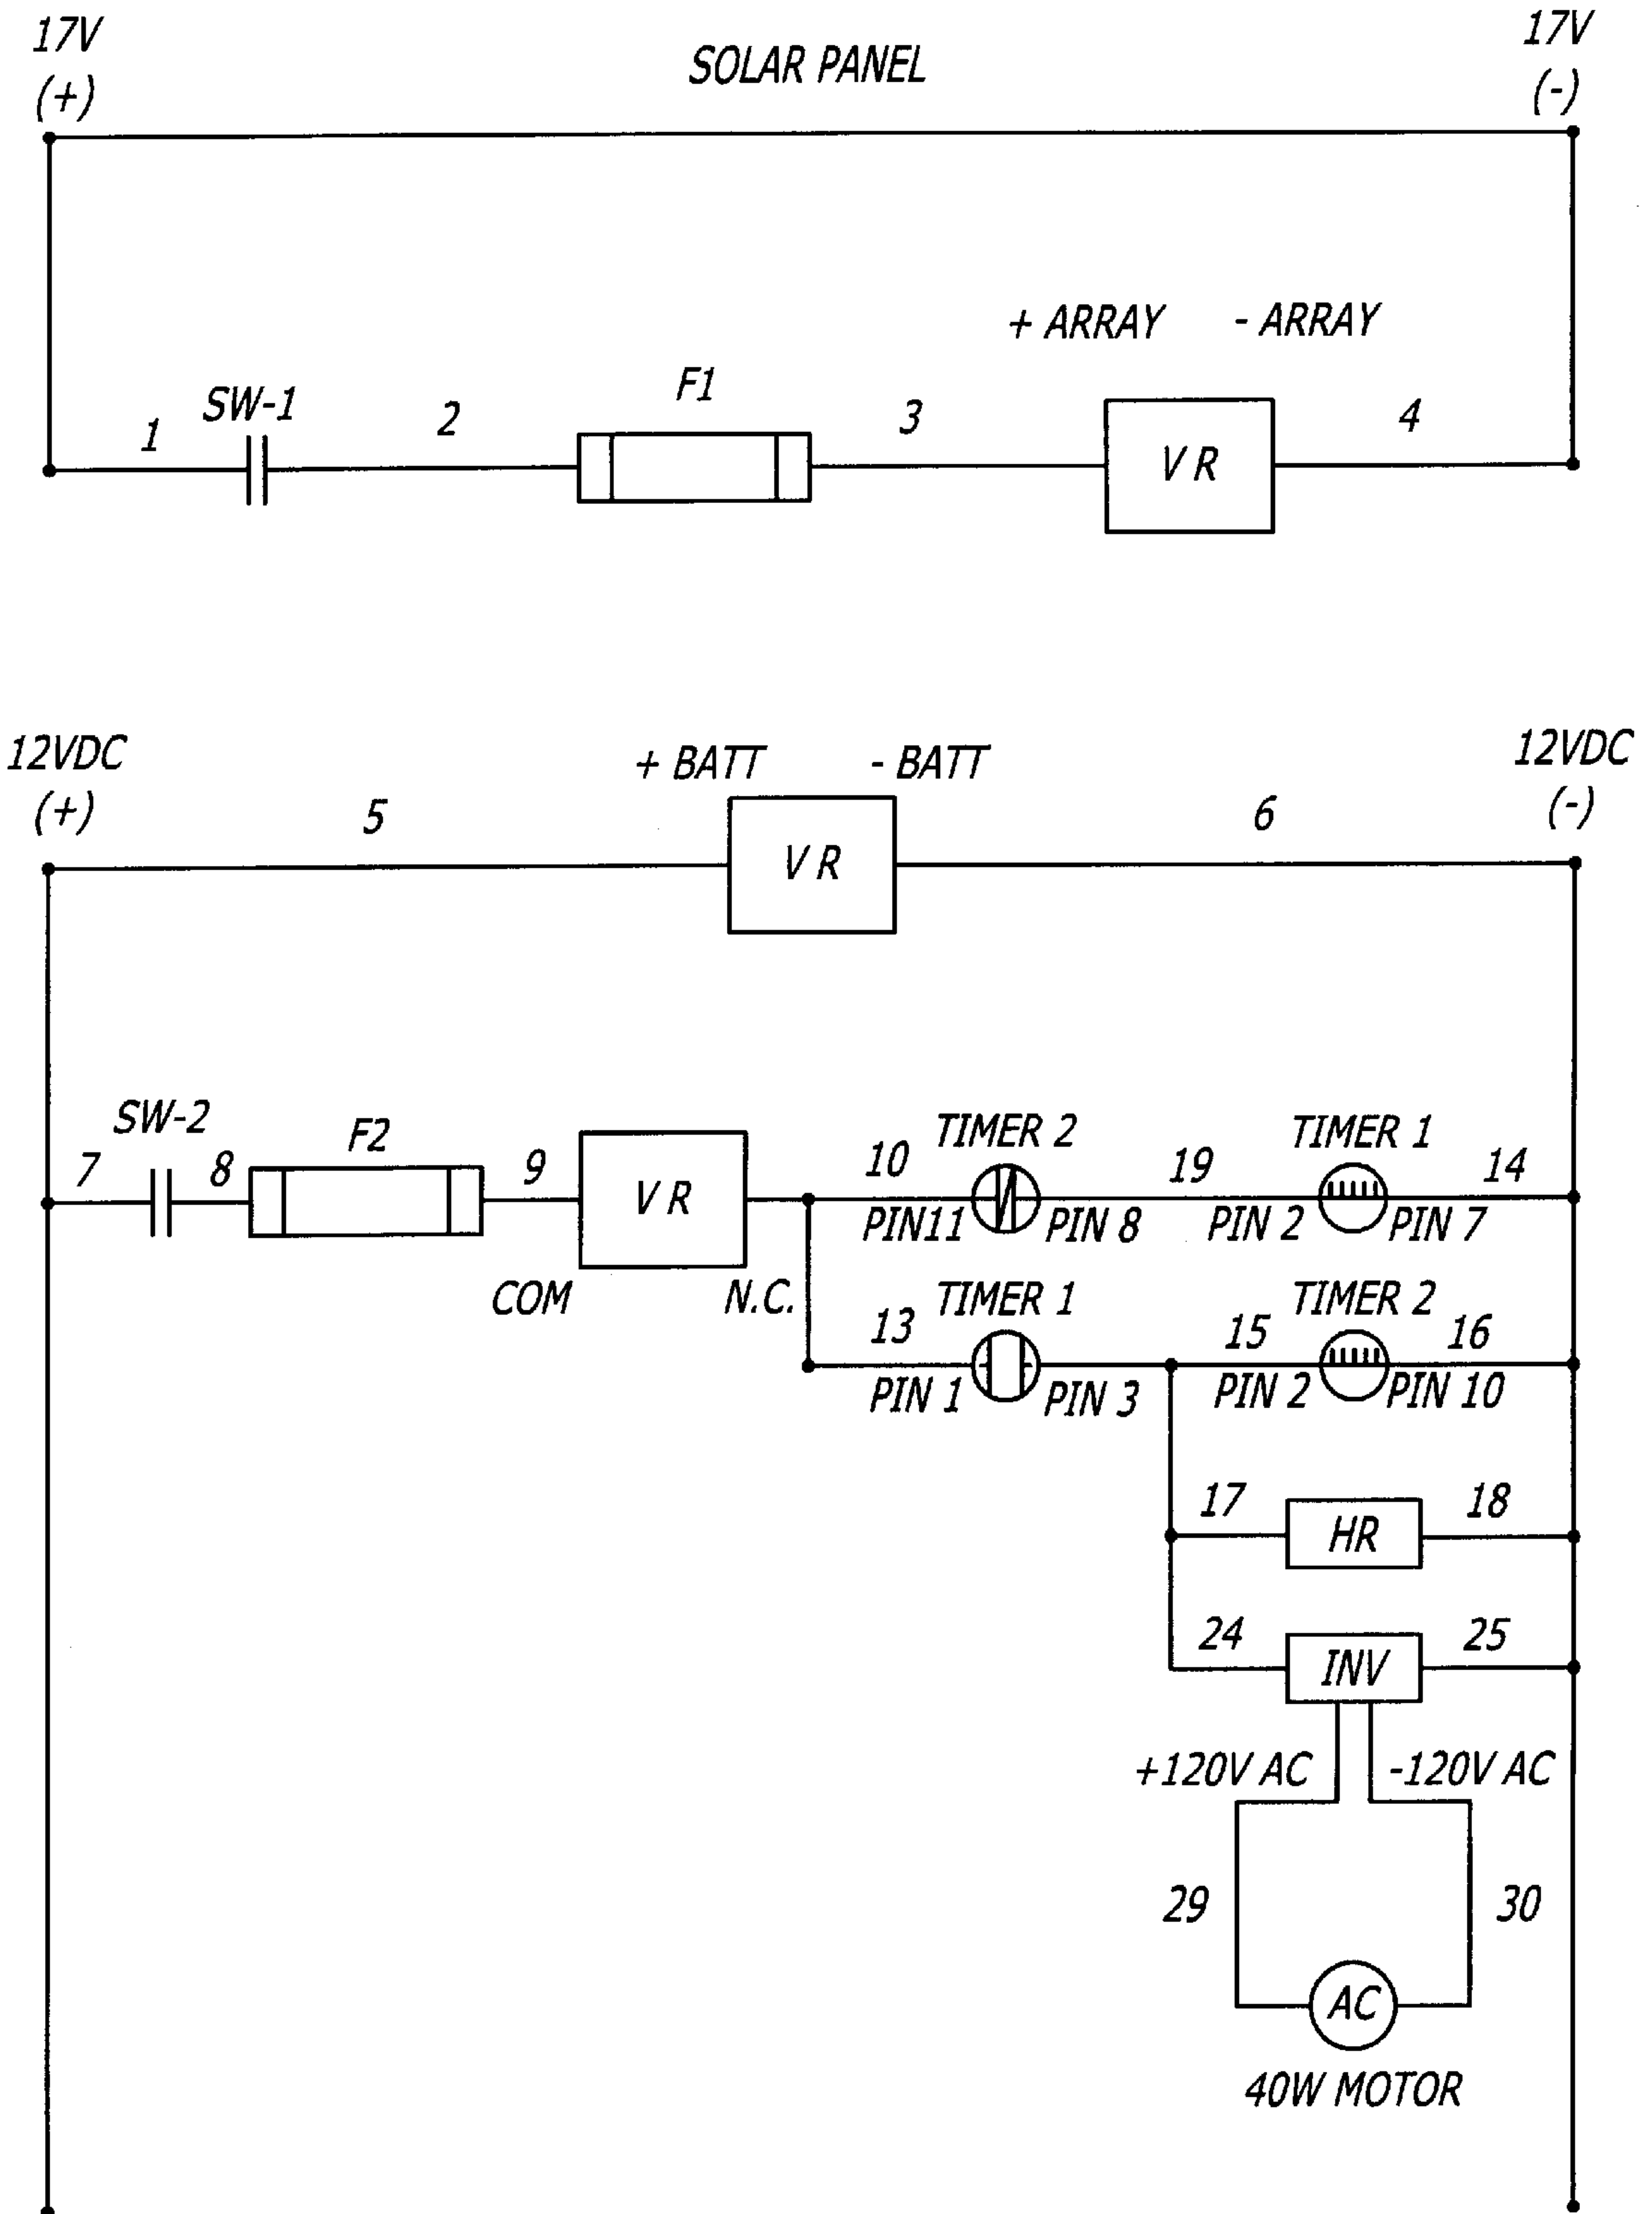 17V SOLAR PANEL 17V
(+) (-)
+ ARRAY - ARRAY
1 SW-1 2 F1 3 4
V R
12VDC + BATT - BATT 12VDC
(+) 5 6 (-)
V R
SW-2 F2 TIMER 2 TIMER 1
7 8 9 10 19 14
V R
PIN11 PIN 8 PIN 2 PIN 7
COM N.C. TIMER 1 TIMER 2
13 15 16
PIN 1 PIN 3 PIN 2 PIN 10
17 18
HR
24 25
INV
+120V AC -120V AC
29 30
AC
40W MOTOR